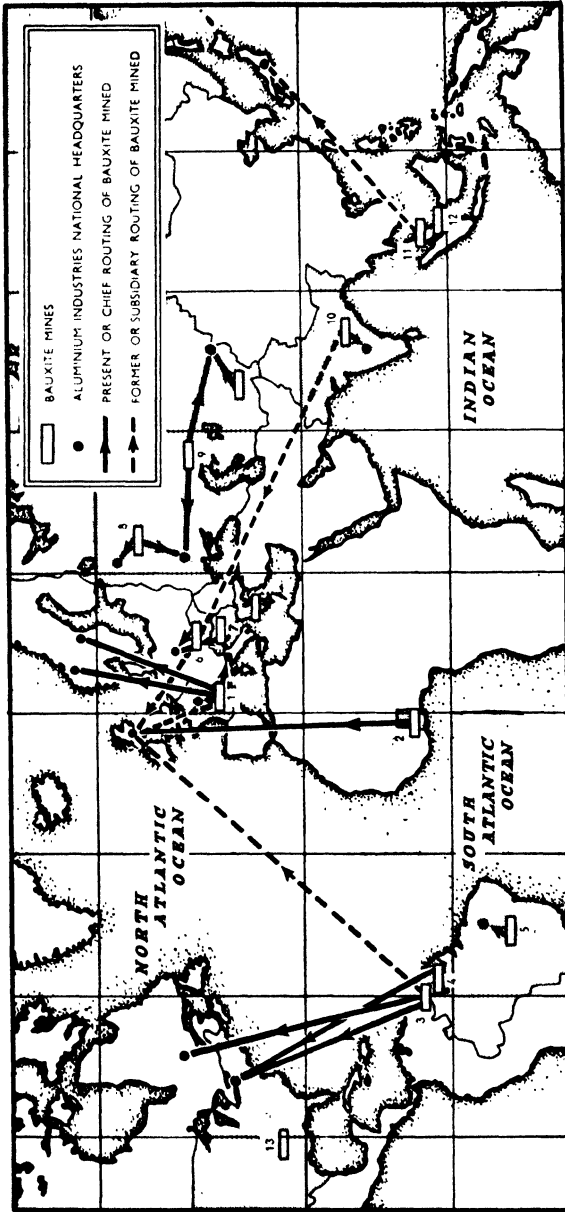 BAUXITE MINES
ALUMINIUM INDUSTRIES NATIONAL HEADQUARTERS
PRESENT OR CHIEF ROUTING OF BAUXITE MINED
FORMER OR SUBSIDIARY ROUTING OF BAUXITE MINED
NORTH
ATLANTIC
OCEAN
SOUTH
ATLANTIC
OCEAN
INDIAN
OCEAN
1
2
3
4
5
7
8
9
10
11
12
13